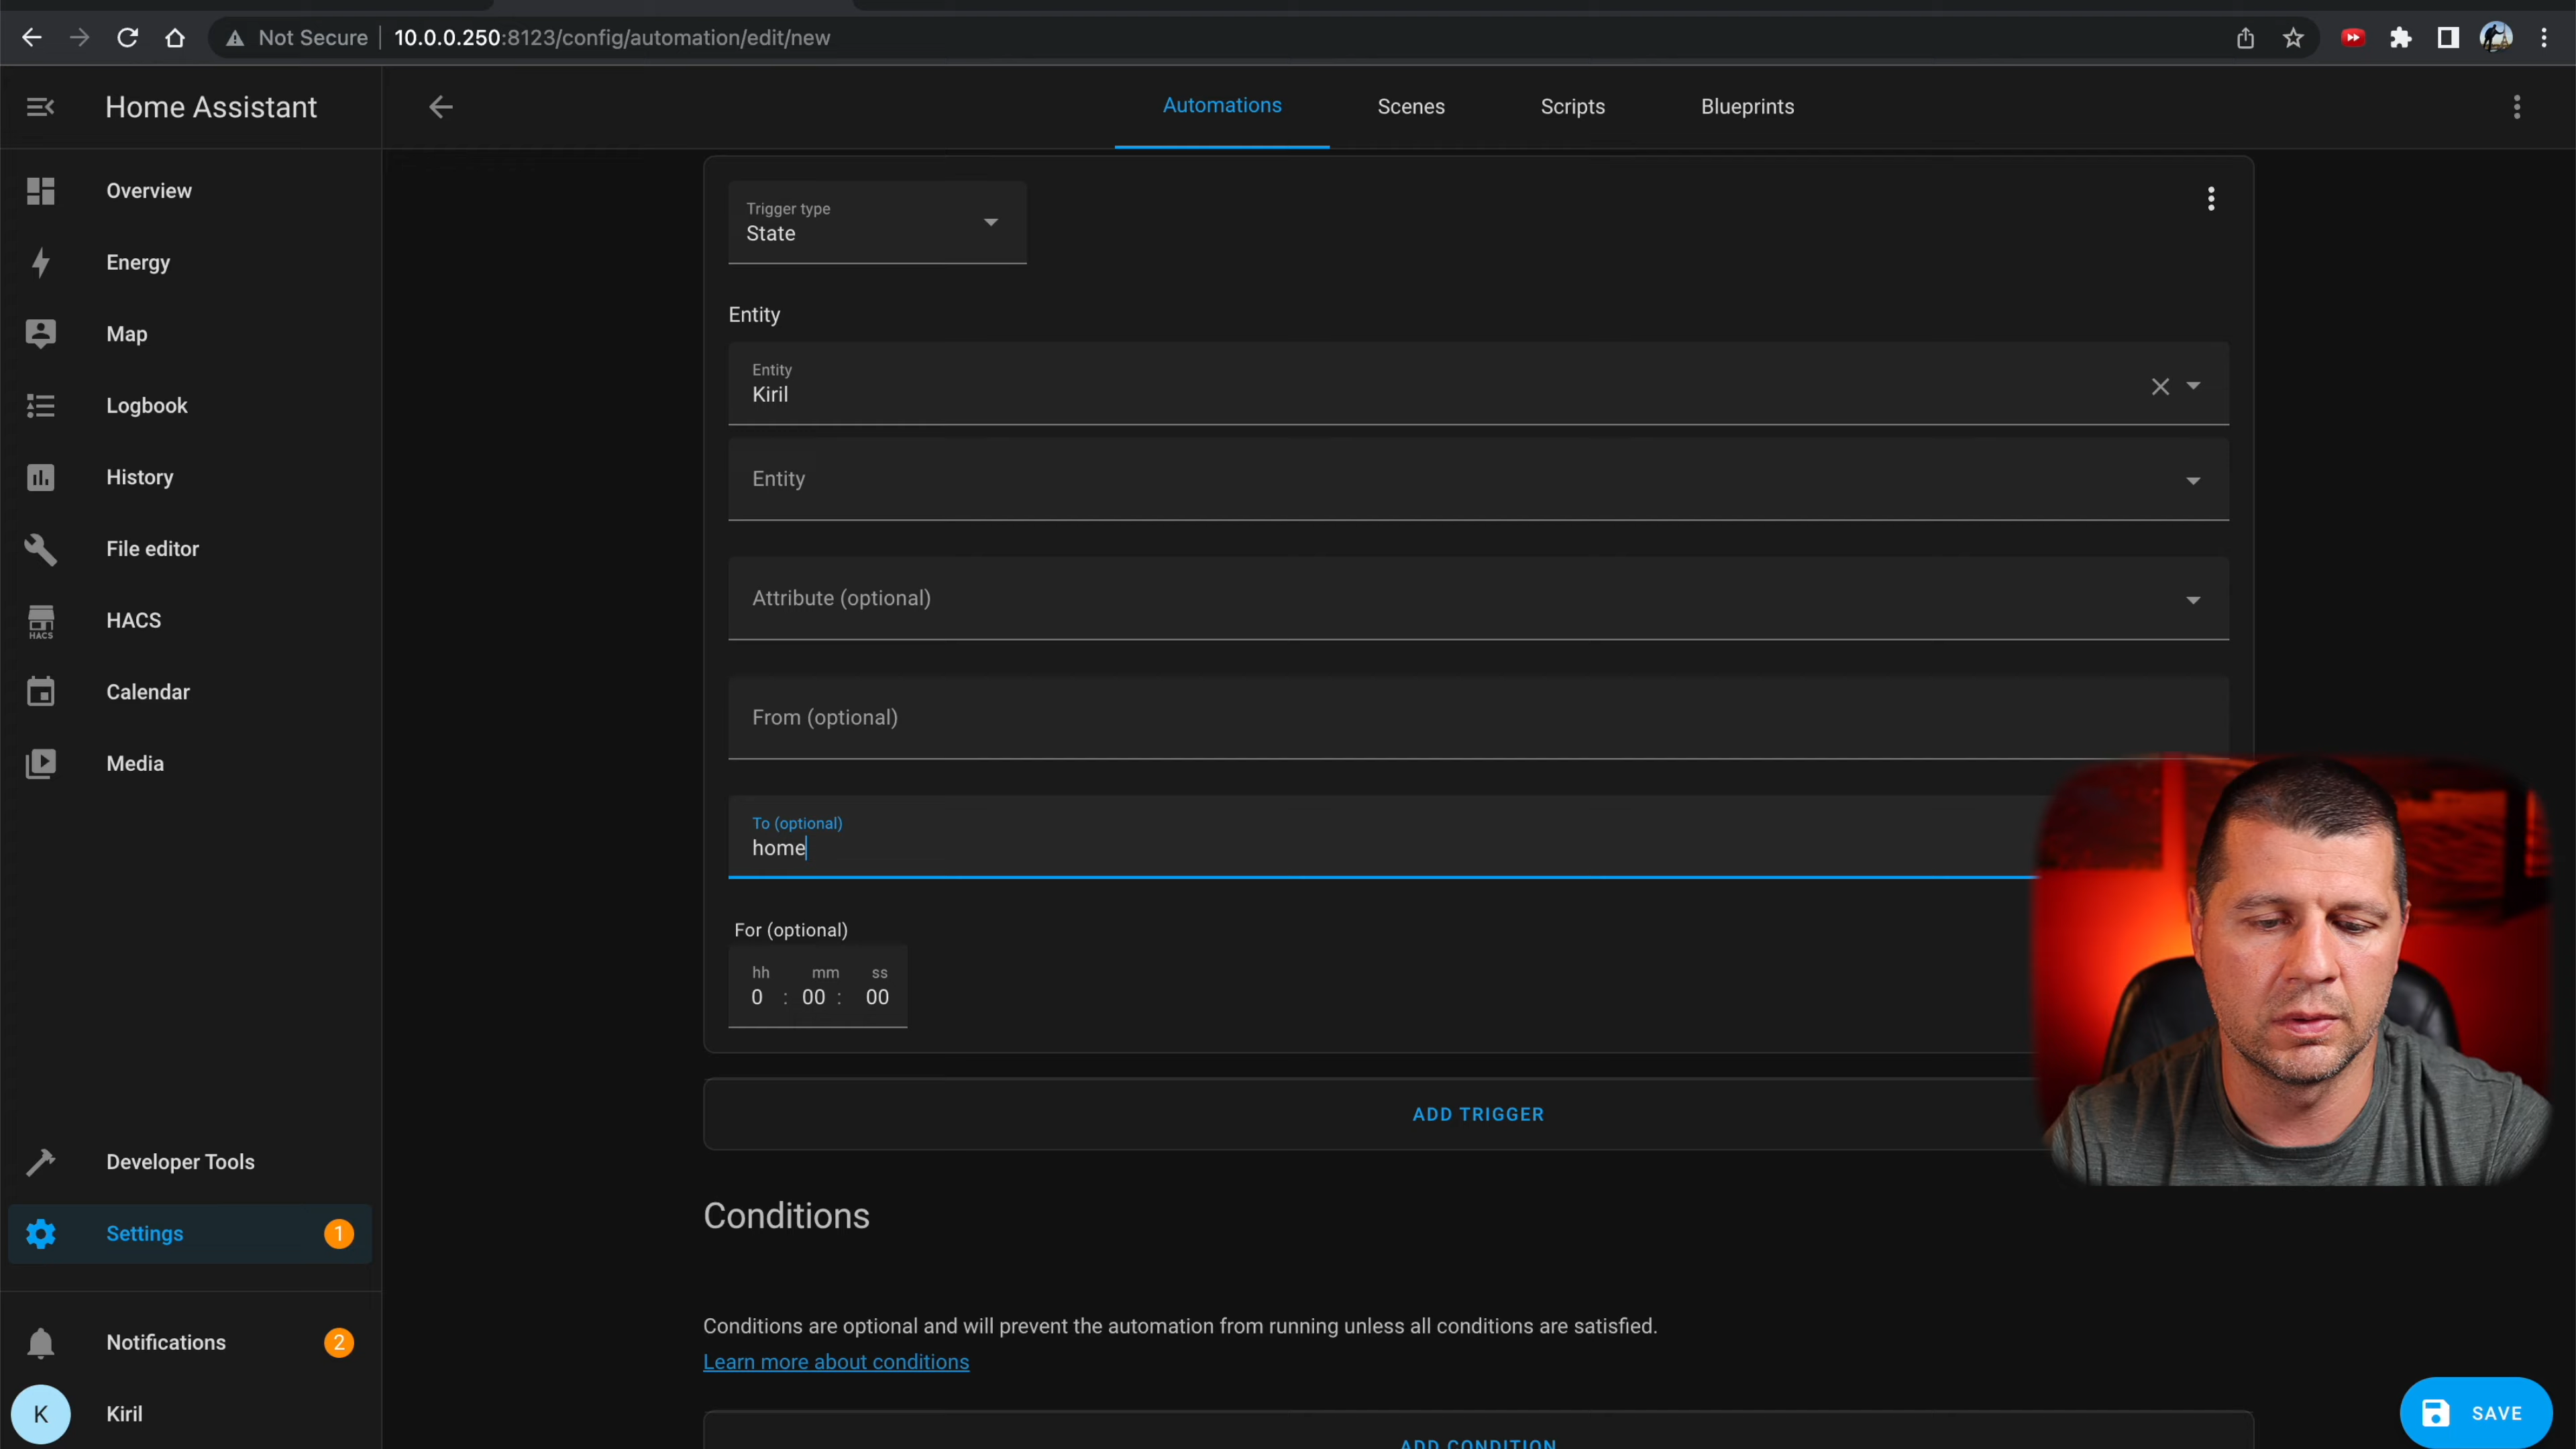 Not Secure
10.0.0.250:8123/config/automation/edit/new
Home Assistant
Automations
Scenes
Scripts
Blueprints
Overview
Energy
Map
Logbook
History
File editor
HACS
HACS
Calendar
Media
Developer Tools
Settings
1
Notifications
2
K
Kiril
Trigger type
State
Entity
Entity
Kiril
Entity
Attribute (optional)
From (optional)
To (optional)
home
For (optional)
hh mm ss
0 : 00 : 00
ADD TRIGGER
Conditions
Conditions are optional and will prevent the automation from running unless all conditions are satisfied.
Learn more about conditions
ADD CONDITION
SAVE